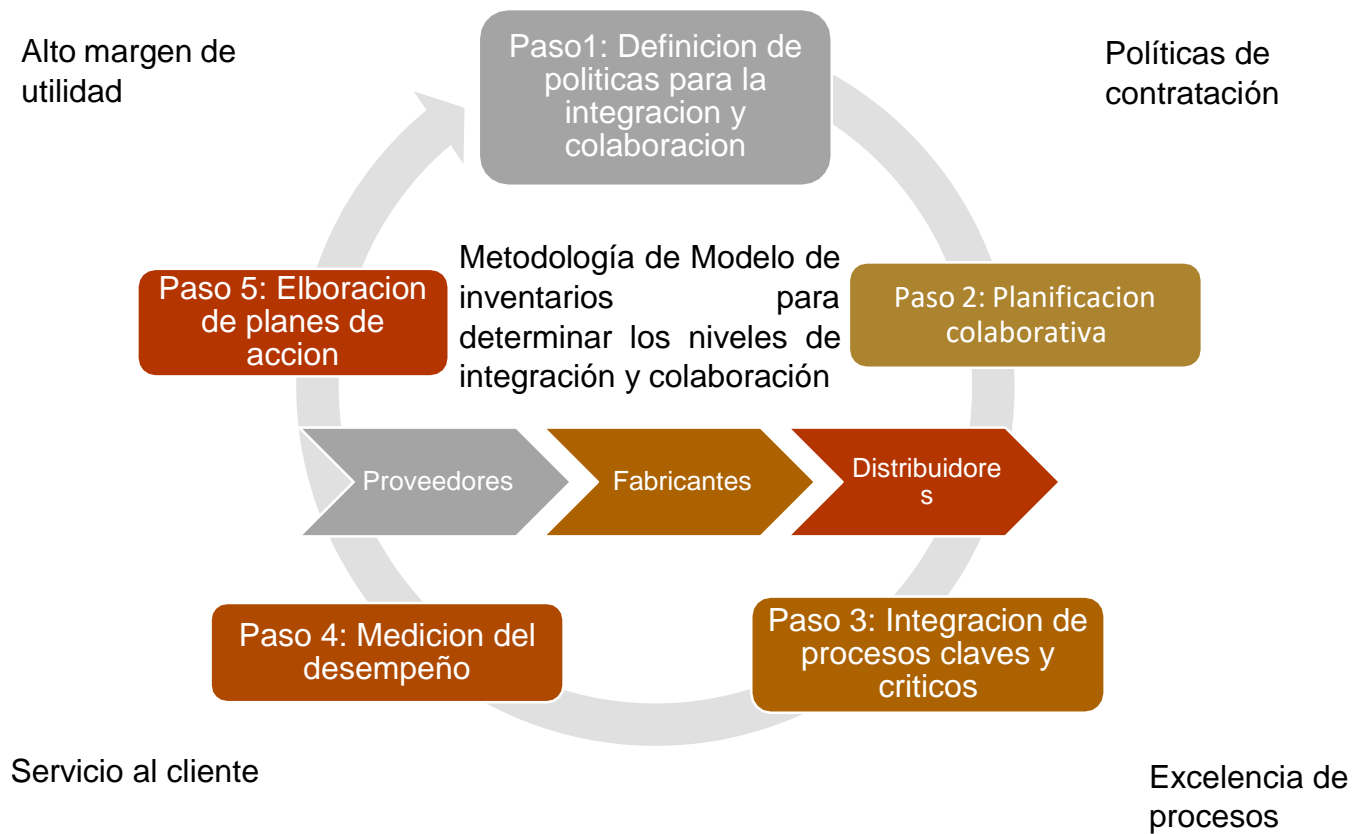 Alto margen de
utilidad
Paso1: Definicion de
politicas para la
integracion y
colaboracion
Políticas de
contratación
Paso 5: Elboracion
de planes de
accion
Metodología de Modelo de
inventarios para
determinar los niveles de
integración y colaboración
Paso 2: Planificacion
colaborativa
Proveedores
Fabricantes
Distribuidore
s
Paso 4: Medicion del
desempeño
Paso 3: Integracion de
procesos claves y
criticos
Servicio al cliente
Excelencia de
procesos